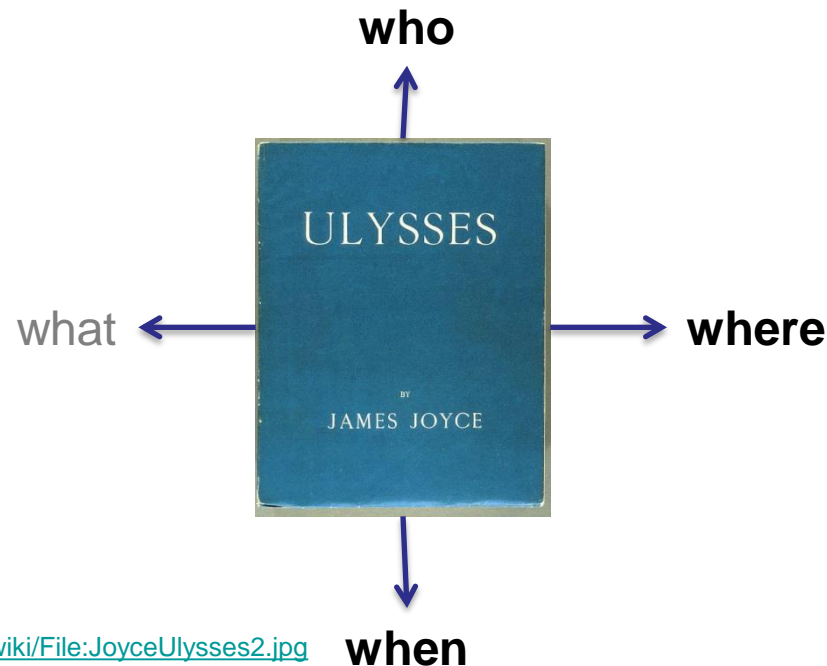 who
ULYSSES
what
where
BY
JAMES JOYCE
wiki/File:JoyceUlysses2.jpg
when